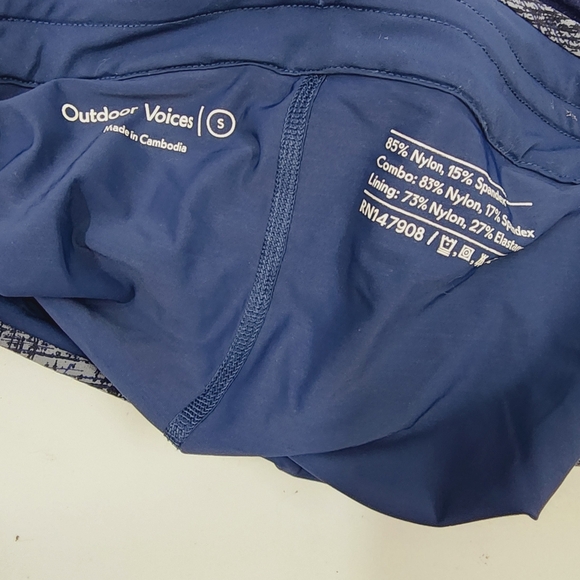 Outdoor Voices | S
Made in Cambodia
85% Nylon, 15% Spandex
Combo: 83% Nylon, 17% Spandex
Lining: 73% Nylon, 27% Elasta
RN147908 /